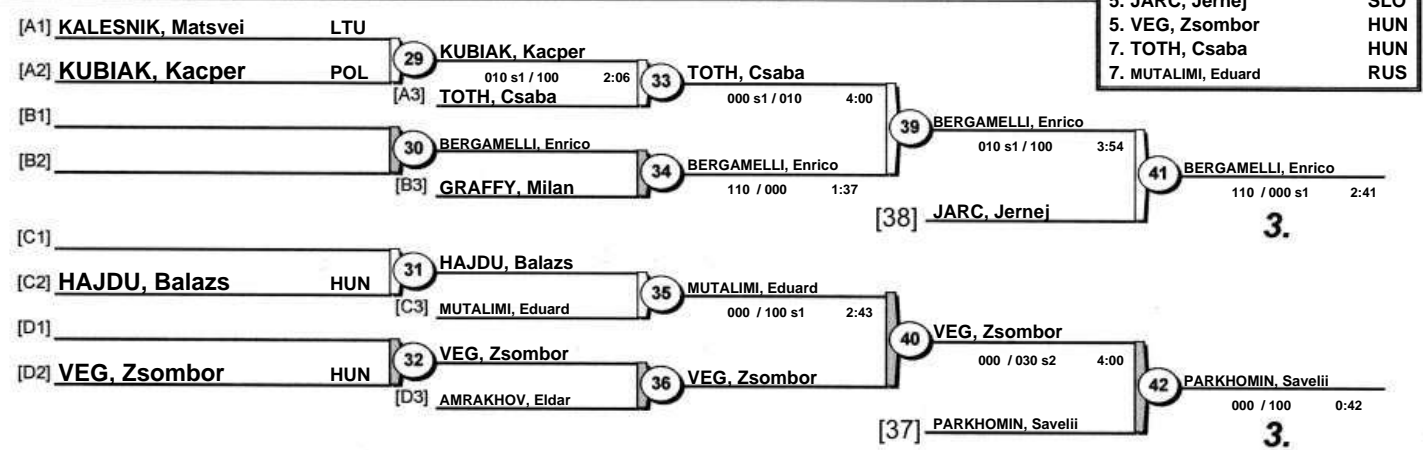 5. JARC, Jernej SLO
5. VEG, Zsombor HUN
7. TOTH, Csaba HUN
7. MUTALIMI, Eduard RUS
[A1] KALESNIK, Matsvei LTU
[A2] KUBIAK, Kacper POL
29
KUBIAK, Kacper
010 s1 / 100 2:06
[A3] TOTH, Csaba
33
TOTH, Csaba
000 s1 / 010 4:00
[B1]
[B2]
30
BERGAMELLI, Enrico
[B3] GRAFFY, Milan
34
BERGAMELLI, Enrico
110 / 000 1:37
39
BERGAMELLI, Enrico
010 s1 / 100 3:54
[38] JARC, Jernej
41
BERGAMELLI, Enrico
110 / 000 s1 2:41
3.
[C1]
[C2] HAJDU, Balazs HUN
31
HAJDU, Balazs
[C3] MUTALIMI, Eduard
35
MUTALIMI, Eduard
000 / 100 s1 2:43
[D1]
[D2] VEG, Zsombor HUN
32
VEG, Zsombor
[D3] AMRAKHOV, Eldar
36
VEG, Zsombor
40
VEG, Zsombor
000 / 030 s2 4:00
[37] PARKHOMIN, Savelii
42
PARKHOMIN, Savelii
000 / 100 0:42
3.